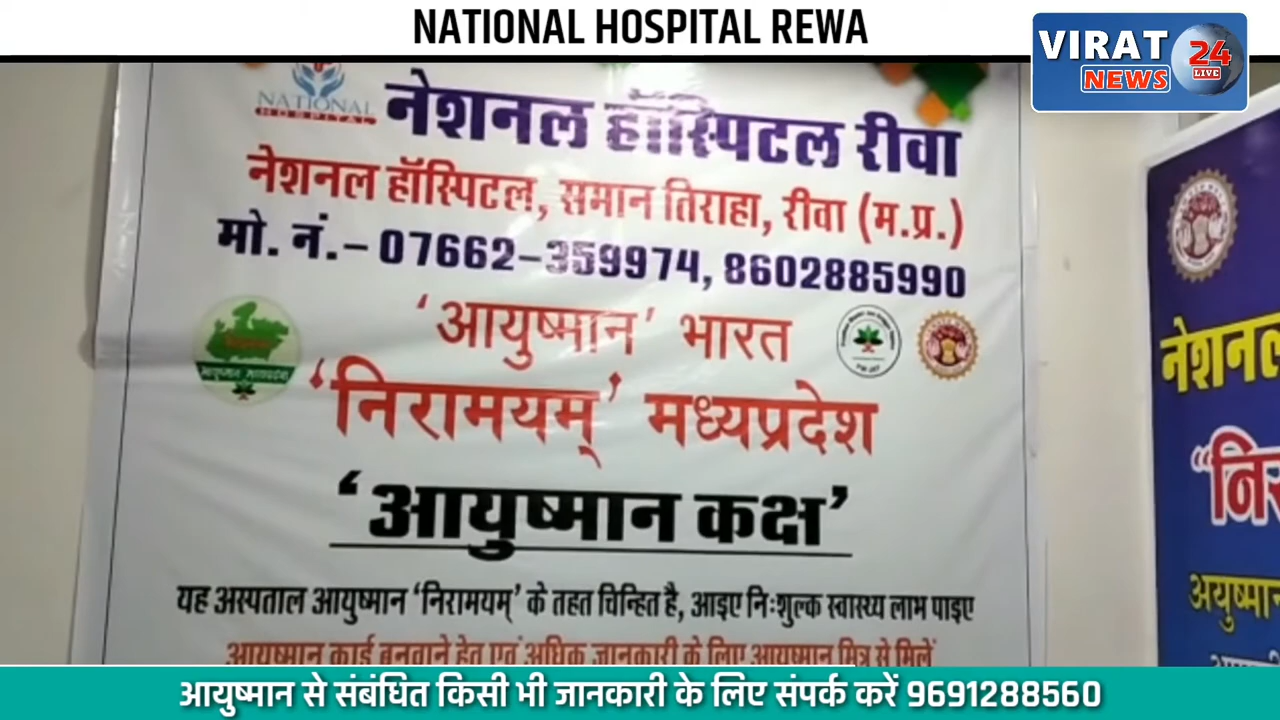 NATIONAL HOSPITAL REWA
VIRAT
NEWS
24
LIVE
NATIONAL
HOSPITAL
नेशनल हॉस्पिटल रीवा
नेशनल हॉस्पिटल, समान तिराहा, रीवा (म.प्र.)
मो. नं.– 07662-359974, 8602885990
‘आयुष्मान’ भारत
‘निरामयम्’ मध्यप्रदेश
‘आयुष्मान कक्ष’
यह अस्पताल आयुष्मान ‘निरामयम्’ के तहत चिन्हित है, आइए निःशुल्क स्वास्थ्य लाभ पाइए
आयुष्मान कार्ड बनवाने हेतु एवं अधिक जानकारी के लिए आयुष्मान मित्र से मिलें
नेशनल
“निरा
अयुष्मान
आयुष्मान से संबंधित किसी भी जानकारी के लिए संपर्क करें 9691288560